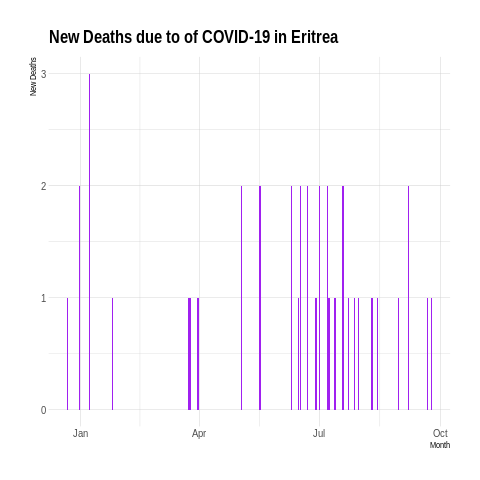 New Deaths due to of COVID-19 in Eritrea
New Deaths
3
2
1
0
Jan Apr Jul Oct
Month